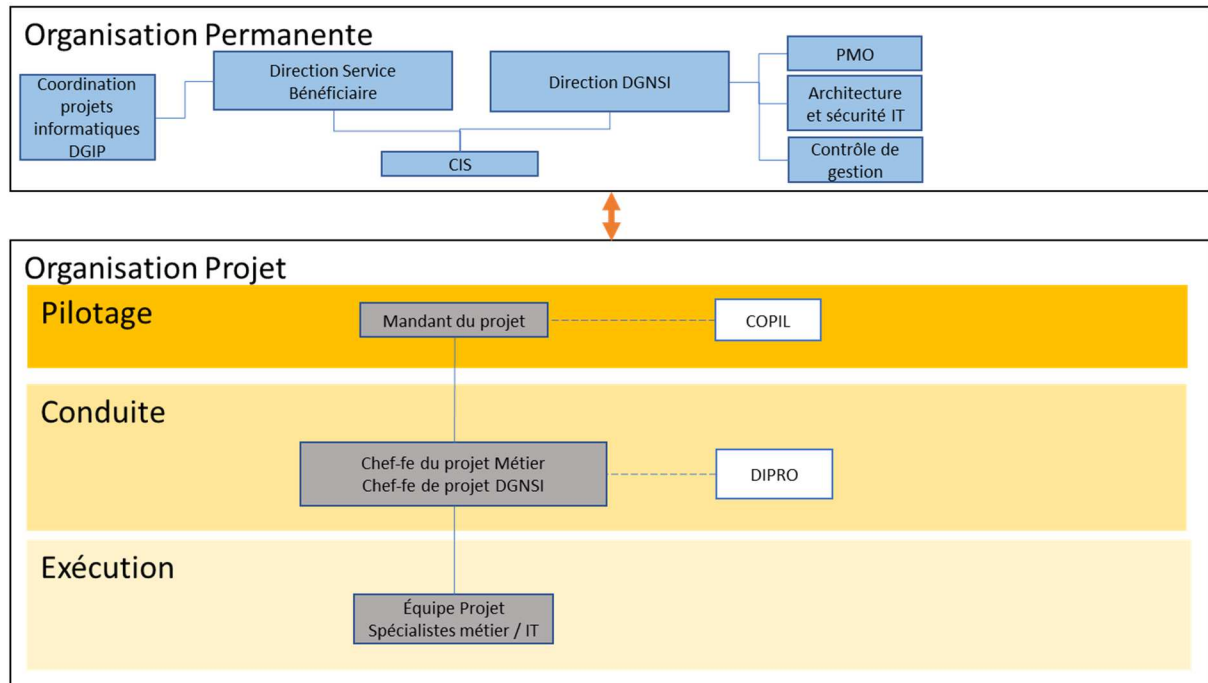 Organisation Permanente
Coordination
projets
informatiques
DGIP
Direction Service
Bénéficiaire
Direction DGNSI
CIS
PMO
Architecture
et sécurité IT
Contrôle de
gestion
Organisation Projet
Pilotage
Mandant du projet
COPIL
Conduite
Chef-fe du projet Métier
Chef-fe de projet DGNSI
DIPRO
Exécution
Équipe Projet
Spécialistes métier / IT